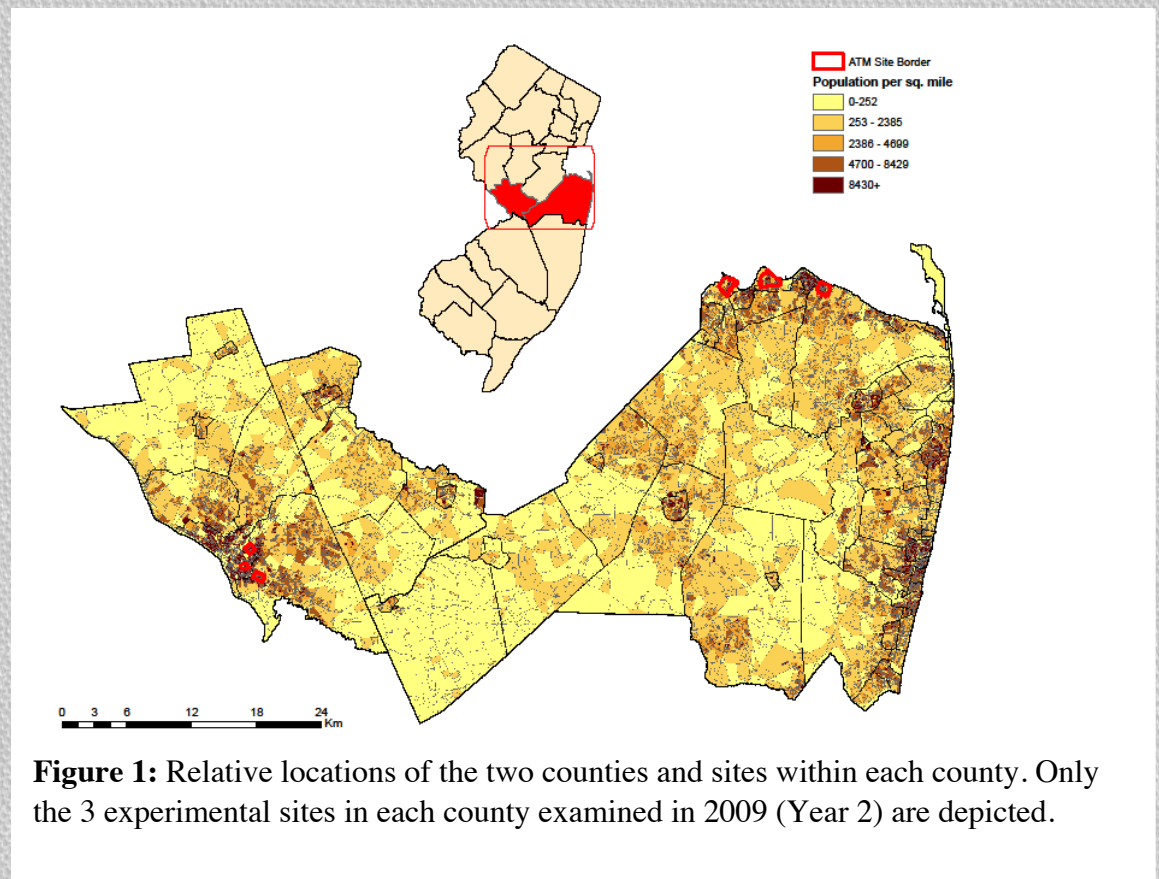 ATM Site Border
Population per sq. mile
0-252
253 - 2385
2386 - 4699
4700 - 8429
8430+
0 3 6 12 18 24
Km
Figure 1: Relative locations of the two counties and sites within each county. Only
the 3 experimental sites in each county examined in 2009 (Year 2) are depicted.